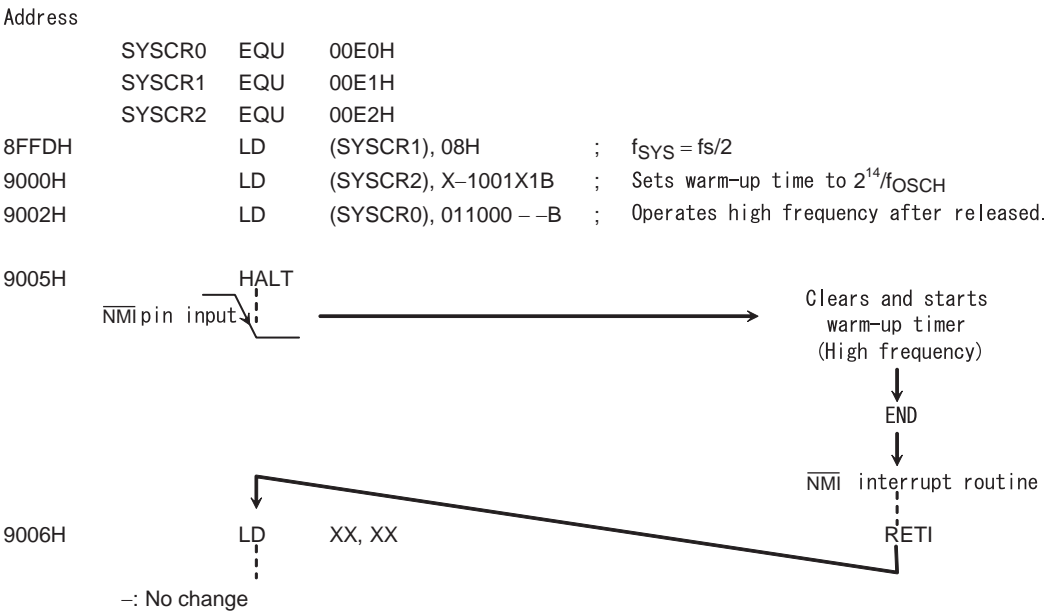 Address
SYSCR0 EQU 00E0H
SYSCR1 EQU 00E1H
SYSCR2 EQU 00E2H
8FFDH LD (SYSCR1), 08H ; fSYS = fs/2
9000H LD (SYSCR2), X−1001X1B ; Sets warm-up time to 2^14/fOSCH
9002H LD (SYSCR0), 011000 − −B ; Operates high frequency after released.
9005H HALT
NMI pin input
Clears and starts
warm-up timer
(High frequency)
END
NMI interrupt routine
9006H LD XX, XX RETI
−: No change